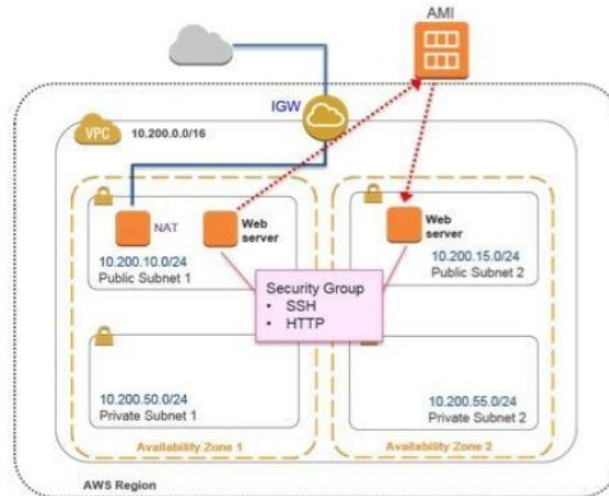 AMI
IGW
VPC
10.200.0.0/16
NAT
Web
server
10.200.10.0/24
Public Subnet 1
Web
server
10.200.15.0/24
Public Subnet 2
Security Group
• SSH
• HTTP
10.200.50.0/24
Private Subnet 1
10.200.55.0/24
Private Subnet 2
Availability Zone 1
Availability Zone 2
AWS Region